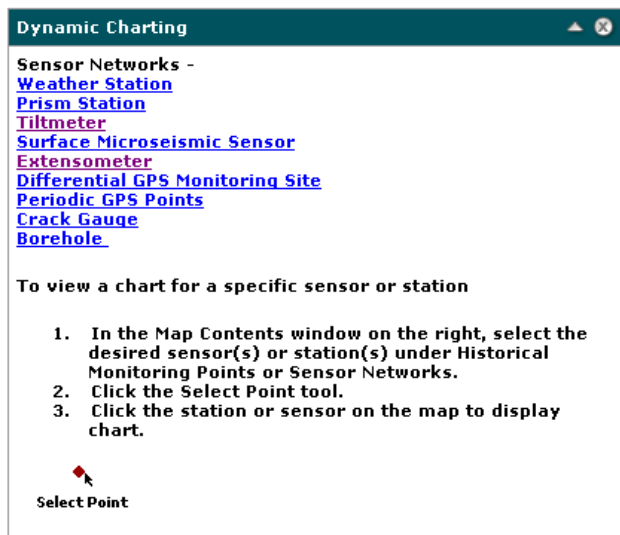 Dynamic Charting
Sensor Networks -
Weather Station
Prism Station
Tiltmeter
Surface Microseismic Sensor
Extensometer
Differential GPS Monitoring Site
Periodic GPS Points
Crack Gauge
Borehole
To view a chart for a specific sensor or station
1. In the Map Contents window on the right, select the
desired sensor(s) or station(s) under Historical
Monitoring Points or Sensor Networks.
2. Click the Select Point tool.
3. Click the station or sensor on the map to display
chart.
Select Point